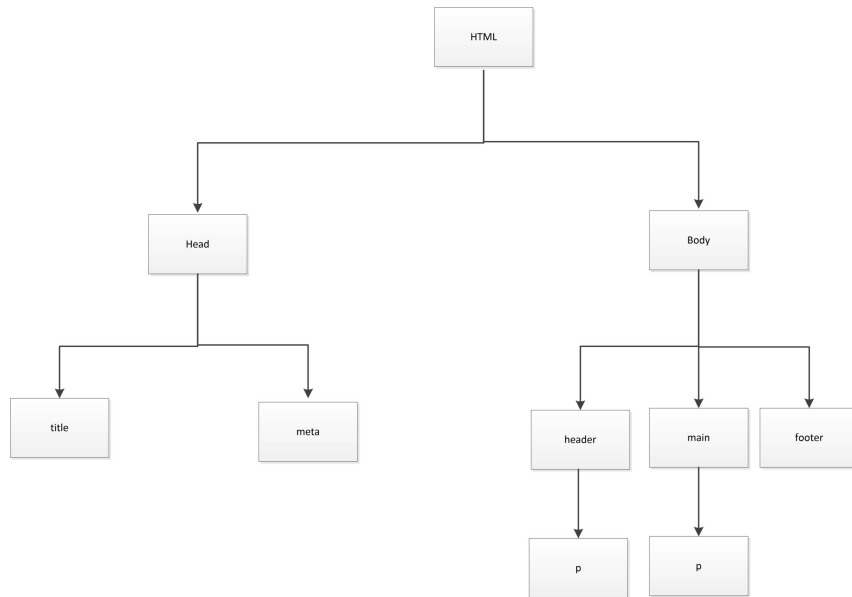 HTML
Head
Body
title
meta
header
main
footer
p
p